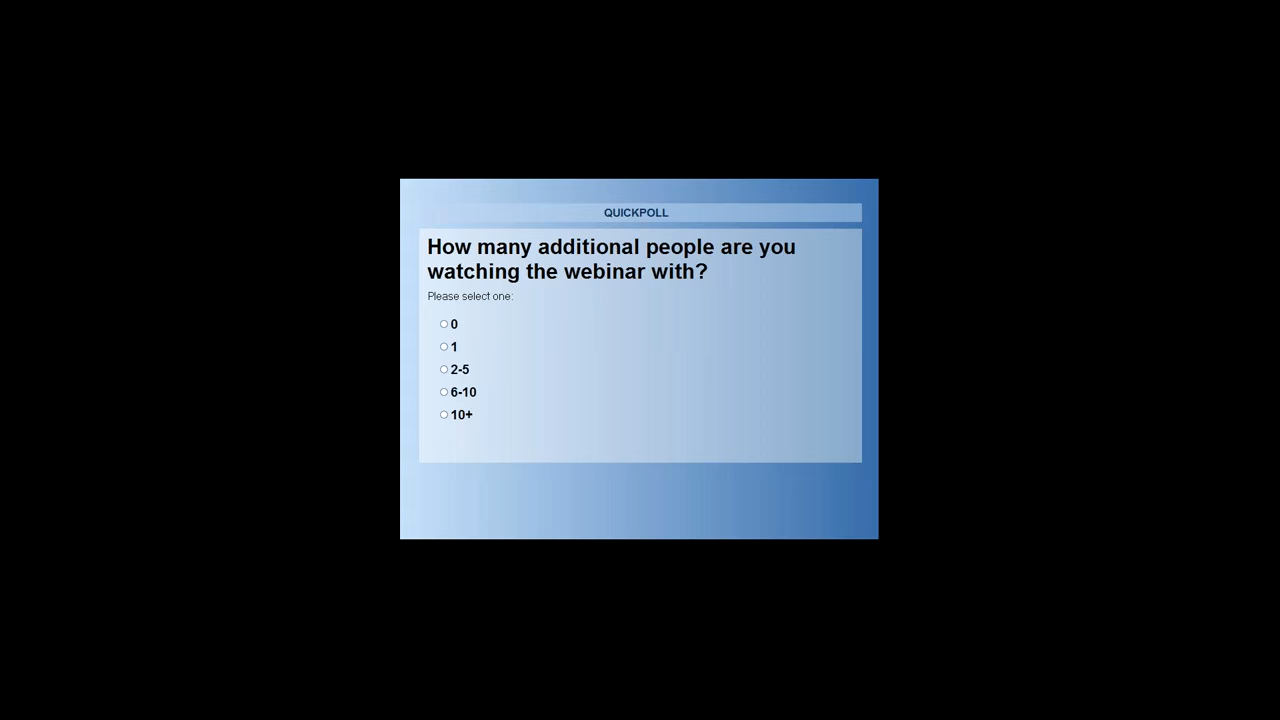 QUICKPOLL
How many additional people are you
watching the webinar with?
Please select one:
0
1
2-5
6-10
10+